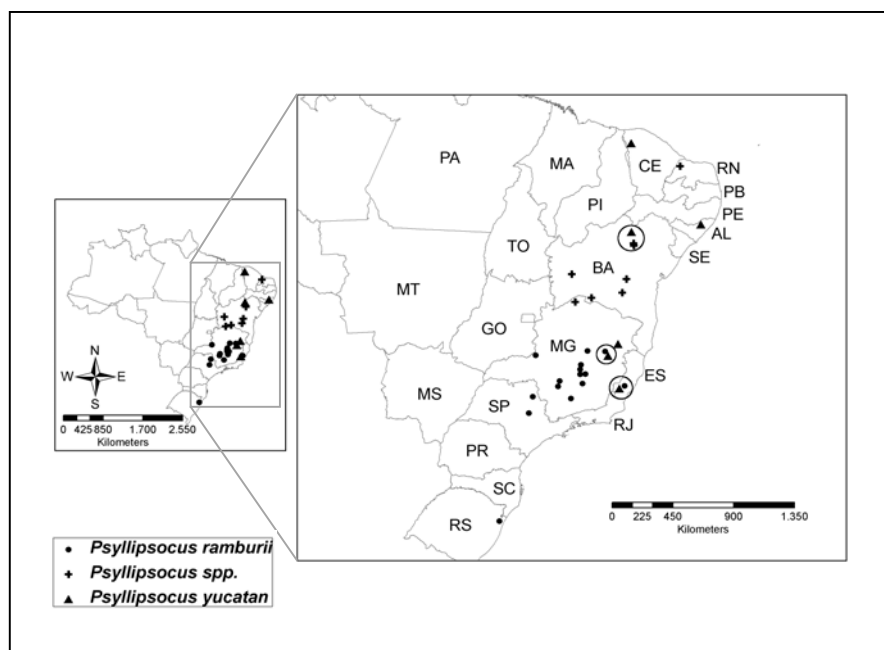 PA
MA
CE
RN
PB
PE
AL
SE
PI
TO
BA
MT
GO
MG
ES
MS
SP
RJ
PR
SC
RS
N
W E
S
0 425 850 1.700 2.550
Kilometers
0 225 450 900 1.350
Kilometers
Psyllipsocus ramburii
Psyllipsocus spp.
Psyllipsocus yucatan